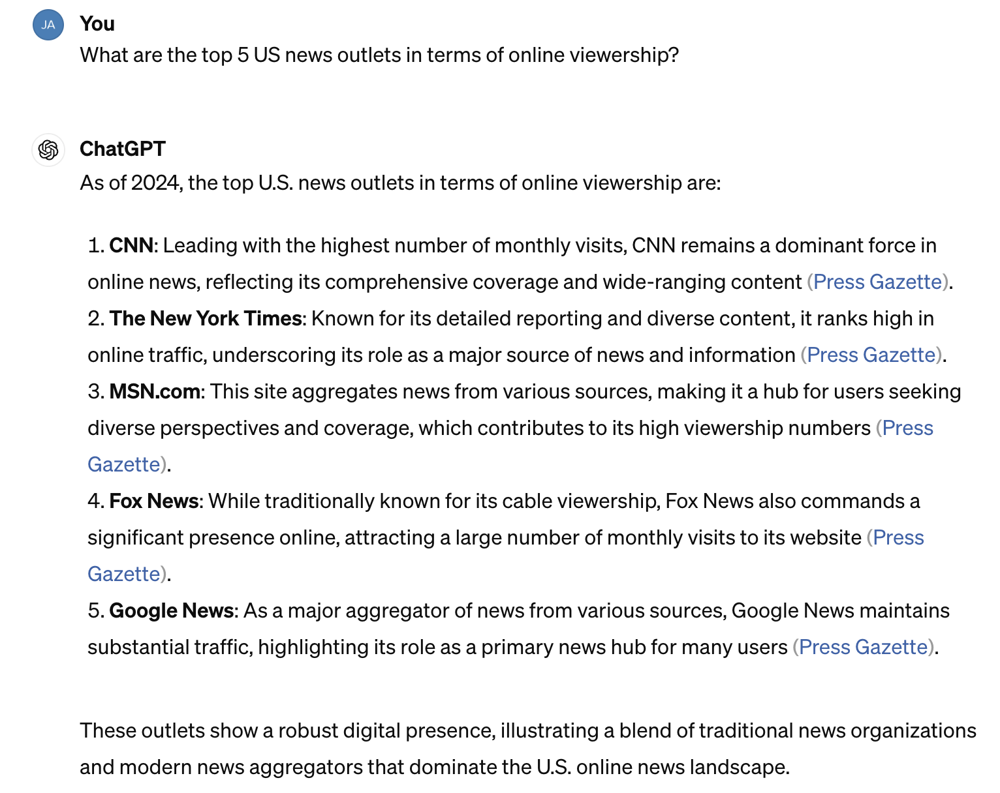 JA
You
What are the top 5 US news outlets in terms of online viewership?
ChatGPT
As of 2024, the top U.S. news outlets in terms of online viewership are:
1. CNN: Leading with the highest number of monthly visits, CNN remains a dominant force in
online news, reflecting its comprehensive coverage and wide-ranging content (Press Gazette).
2. The New York Times: Known for its detailed reporting and diverse content, it ranks high in
online traffic, underscoring its role as a major source of news and information (Press Gazette).
3. MSN.com: This site aggregates news from various sources, making it a hub for users seeking
diverse perspectives and coverage, which contributes to its high viewership numbers (Press
Gazette).
4. Fox News: While traditionally known for its cable viewership, Fox News also commands a
significant presence online, attracting a large number of monthly visits to its website (Press
Gazette).
5. Google News: As a major aggregator of news from various sources, Google News maintains
substantial traffic, highlighting its role as a primary news hub for many users (Press Gazette).
These outlets show a robust digital presence, illustrating a blend of traditional news organizations
and modern news aggregators that dominate the U.S. online news landscape.